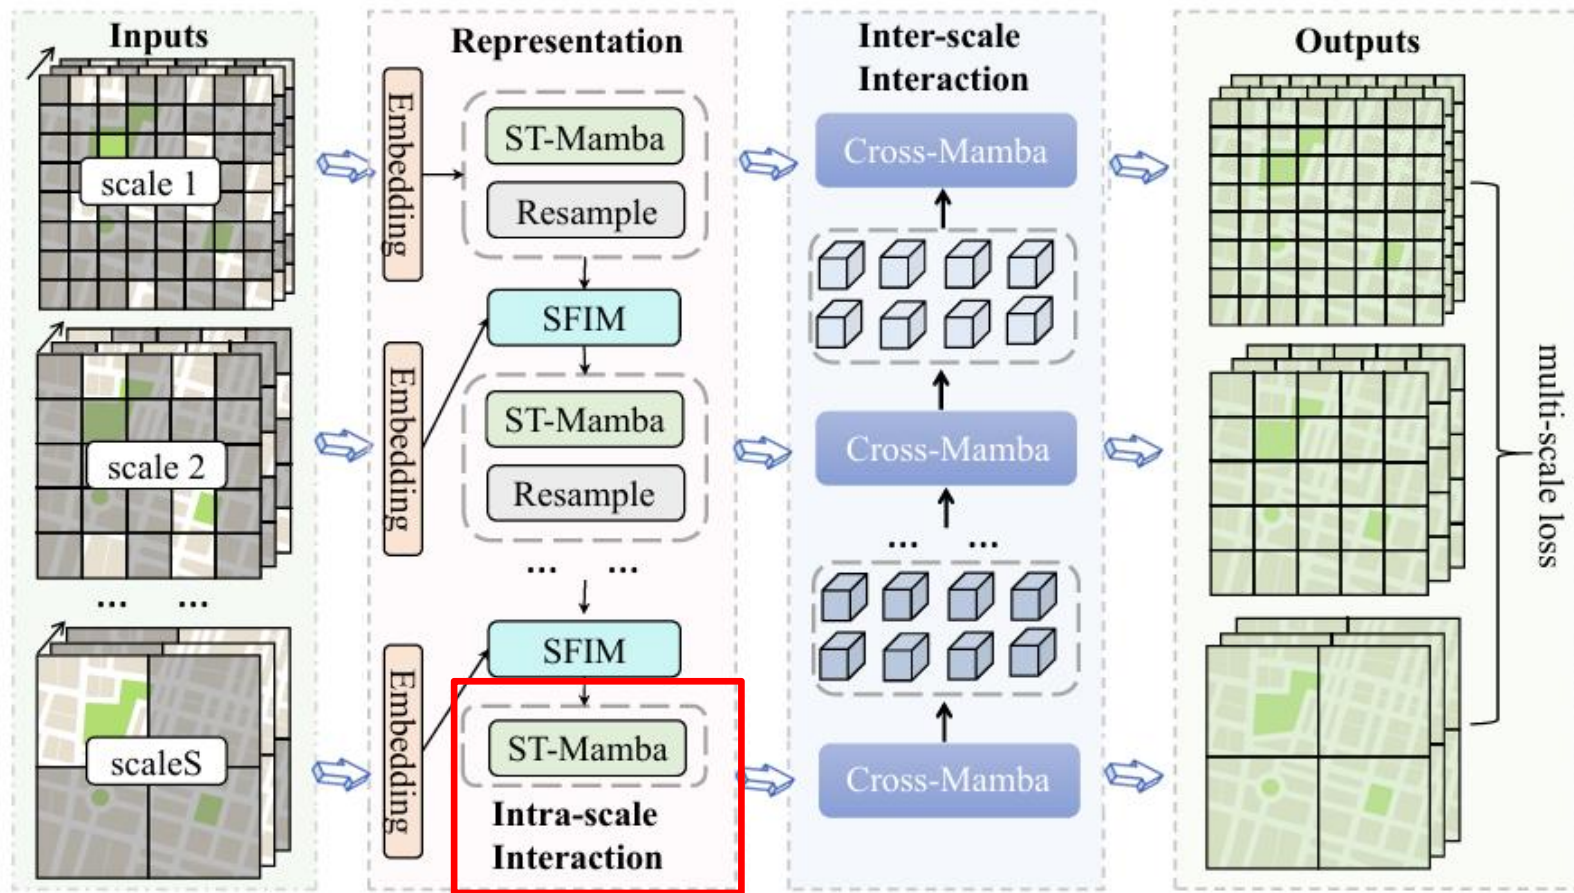 Inputs
scale 1
scale 2
... ...
scaleS
Representation
Embedding
ST-Mamba
Resample
SFIM
Embedding
ST-Mamba
Resample
... ...
SFIM
Embedding
ST-Mamba
Intra-scale
Interaction
Inter-scale
Interaction
Cross-Mamba
Cross-Mamba
... ...
Cross-Mamba
Outputs
multi-scale loss